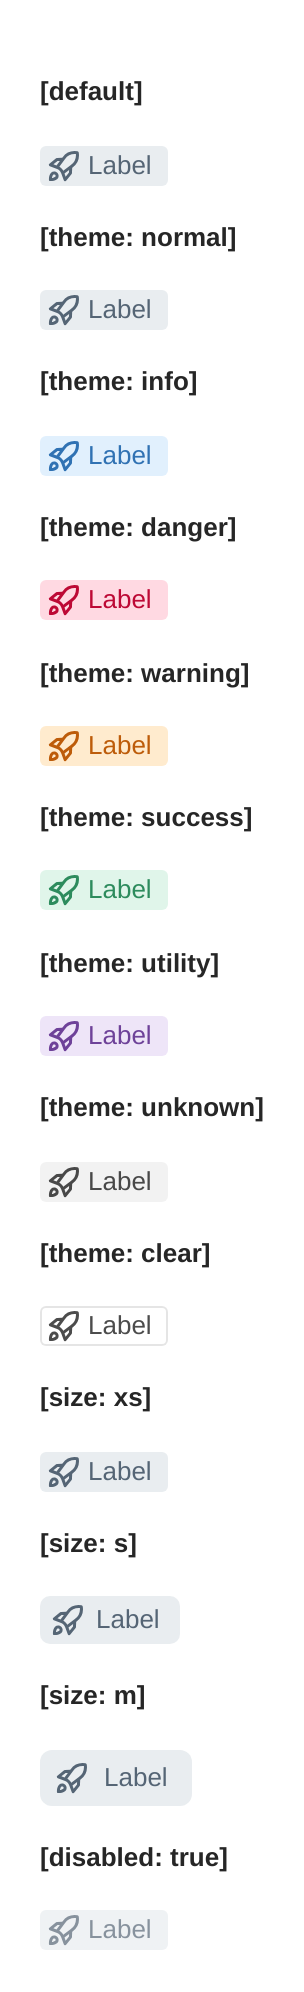 [default]
Label
[theme: normal]
Label
[theme: info]
Label
[theme: danger]
Label
[theme: warning]
Label
[theme: success]
Label
[theme: utility]
Label
[theme: unknown]
Label
[theme: clear]
Label
[size: xs]
Label
[size: s]
Label
[size: m]
Label
[disabled: true]
Label